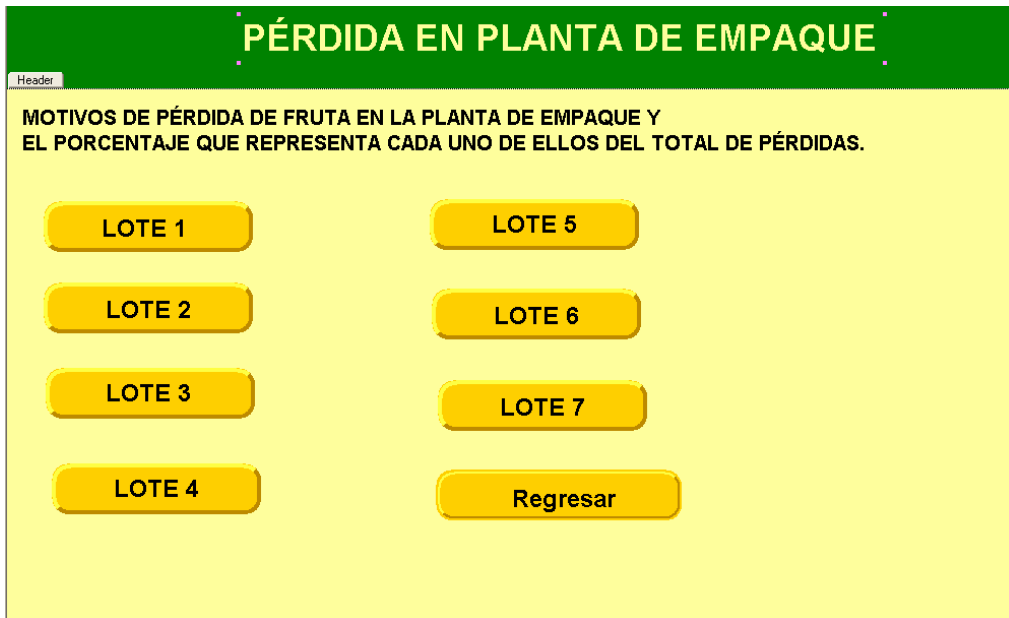 PÉRDIDA EN PLANTA DE EMPAQUE
Header
MOTIVOS DE PÉRDIDA DE FRUTA EN LA PLANTA DE EMPAQUE Y
EL PORCENTAJE QUE REPRESENTA CADA UNO DE ELLOS DEL TOTAL DE PÉRDIDAS.
LOTE 1
LOTE 2
LOTE 3
LOTE 4
LOTE 5
LOTE 6
LOTE 7
Regresar